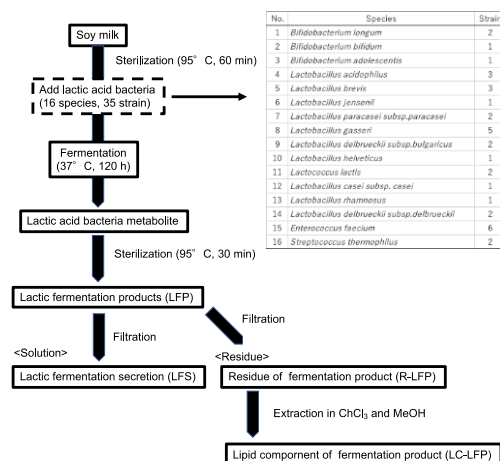 Soy milk
Sterilization (95° C, 60 min)
Add lactic acid bacteria
(16 species, 35 strain)
Fermentation
(37° C, 120 h)
Lactic acid bacteria metabolite
Sterilization (95° C, 30 min)
Lactic fermentation products (LFP)
Filtration
Filtration
<Solution>
<Residue>
Lactic fermentation secretion (LFS)
Residue of fermentation product (R-LFP)
Extraction in ChCl3 and MeOH
Lipid compornent of fermentation product (LC-LFP)
No. Species Strain
1 Bifidobacterium longum 2
2 Bifidobacterium bifidum 1
3 Bifidobacterium adolescentis 1
4 Lactobacillus acidophilus 3
5 Lactobacillus brevis 3
6 Lactobacillus jensenii 1
7 Lactobacillus paracasei subsp.paracasei 2
8 Lactobacillus gasseri 5
9 Lactobacillus delbrueckii subsp.bulgaricus 2
10 Lactobacillus helveticus 1
11 Lactococcus lactis 2
12 Lactobacillus casei subsp. casei 1
13 Lactobacillus rhamnosus 1
14 Lactobacillus delbrueckii subsp.delbrueckii 2
15 Enterococcus faecium 6
16 Streptococcus thermophilus 2